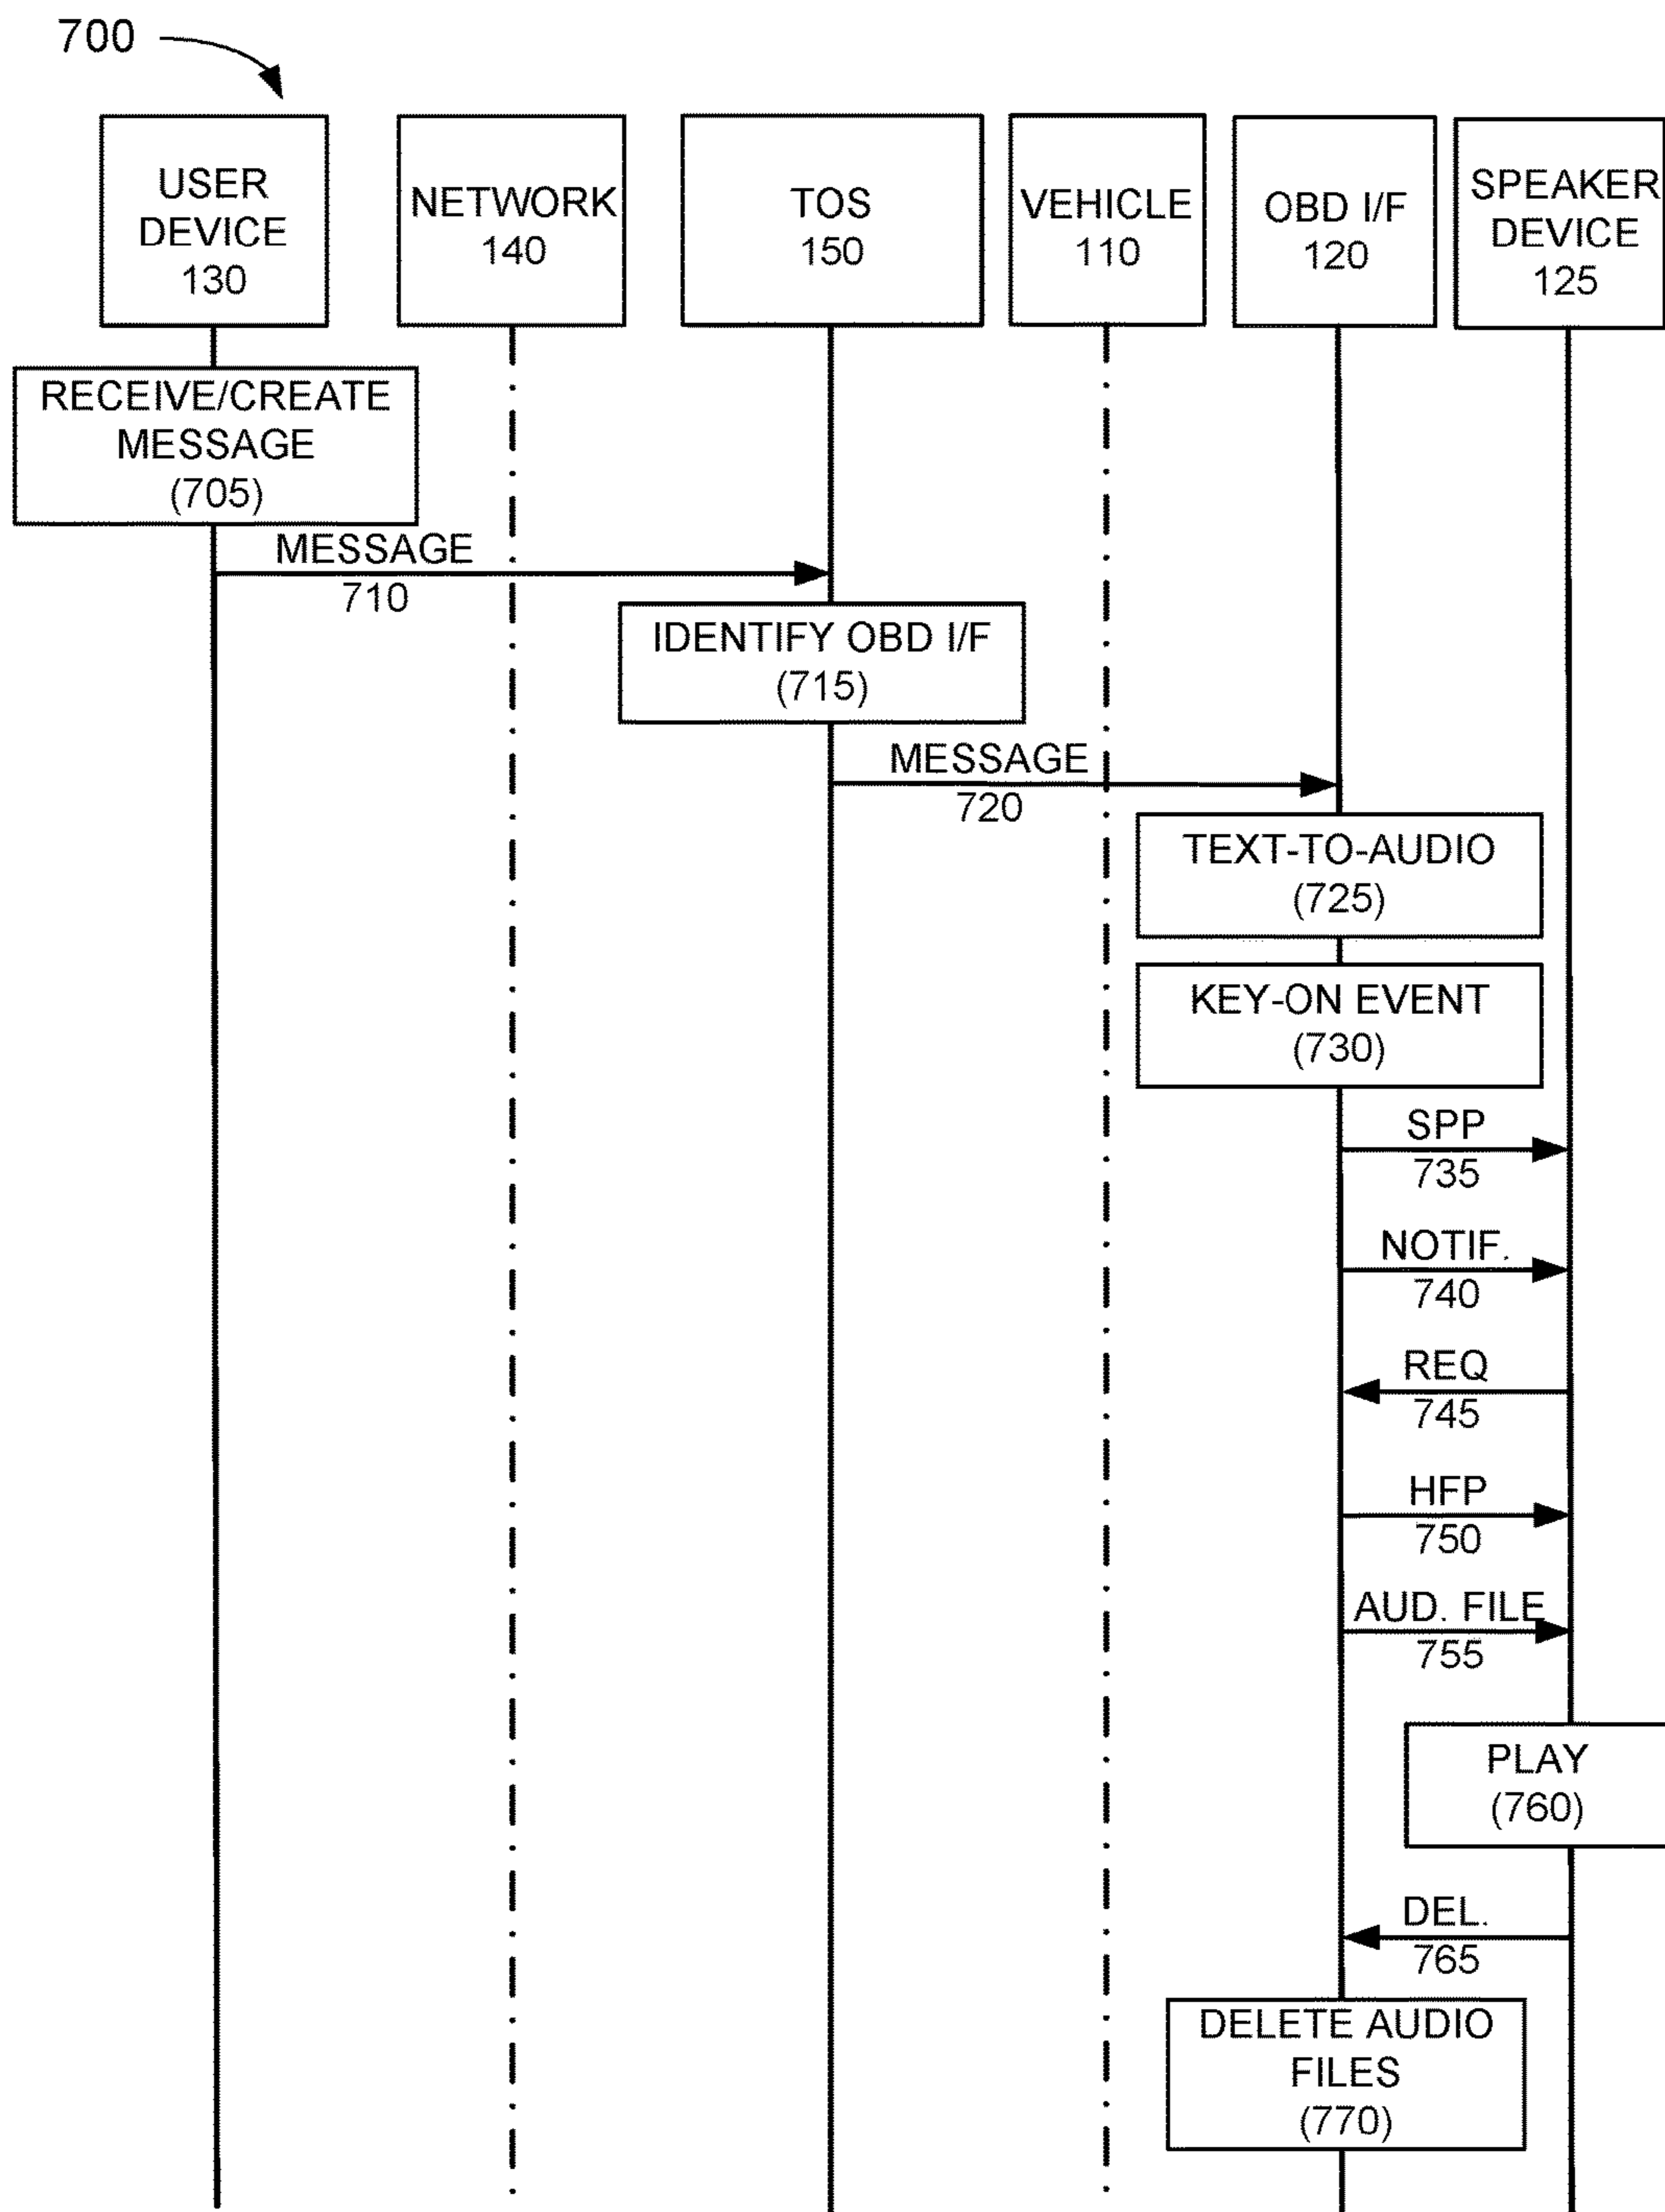 700
USER
DEVICE
130
NETWORK
140
TOS
150
VEHICLE
110
OBD I/F
120
SPEAKER
DEVICE
125
RECEIVE/CREATE
MESSAGE
(705)
MESSAGE
710
IDENTIFY OBD I/F
(715)
MESSAGE
720
TEXT-TO-AUDIO
(725)
KEY-ON EVENT
(730)
SPP
735
NOTIF.
740
REQ
745
HFP
750
AUD. FILE
755
PLAY
(760)
DEL.
765
DELETE AUDIO
FILES
(770)